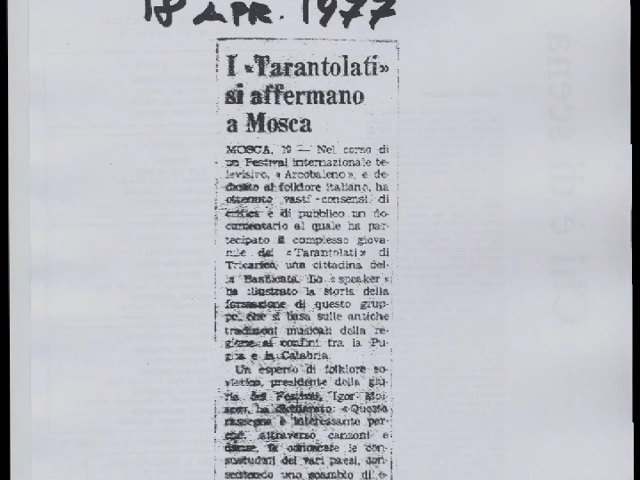 18 APR. 1977
I «Tarantolati»
si affermano
a Mosca
MOSCA, — Nel corso di
un Festival internazionale te-
levisivo, «Arcobaleno», e de-
dicato al folklore italiano, ha
ottenuto vasti consensi di
critica e di pubblico un do-
cumentario al quale ha par-
tecipato il complesso giova-
nile dei «Tarantolati» di
Tricarico, una cittadina del-
la Basilicata. Lo «speaker»
ha illustrato la storia della
formazione di questo grup-
po, che si basa sulle antiche
tradizioni musicali della re-
gione ai confini tra la Pu-
glia e la Calabria.
Un esperto di folklore so-
vietico, presidente della giu-
ria del Festival, Igor
ha dichiarato: «Questa
rassegna è interessante per-
ché, attraverso canzoni e
danze, fa conoscere le con-
suetudini dei vari paesi, con-
sentendo uno scambio di e-